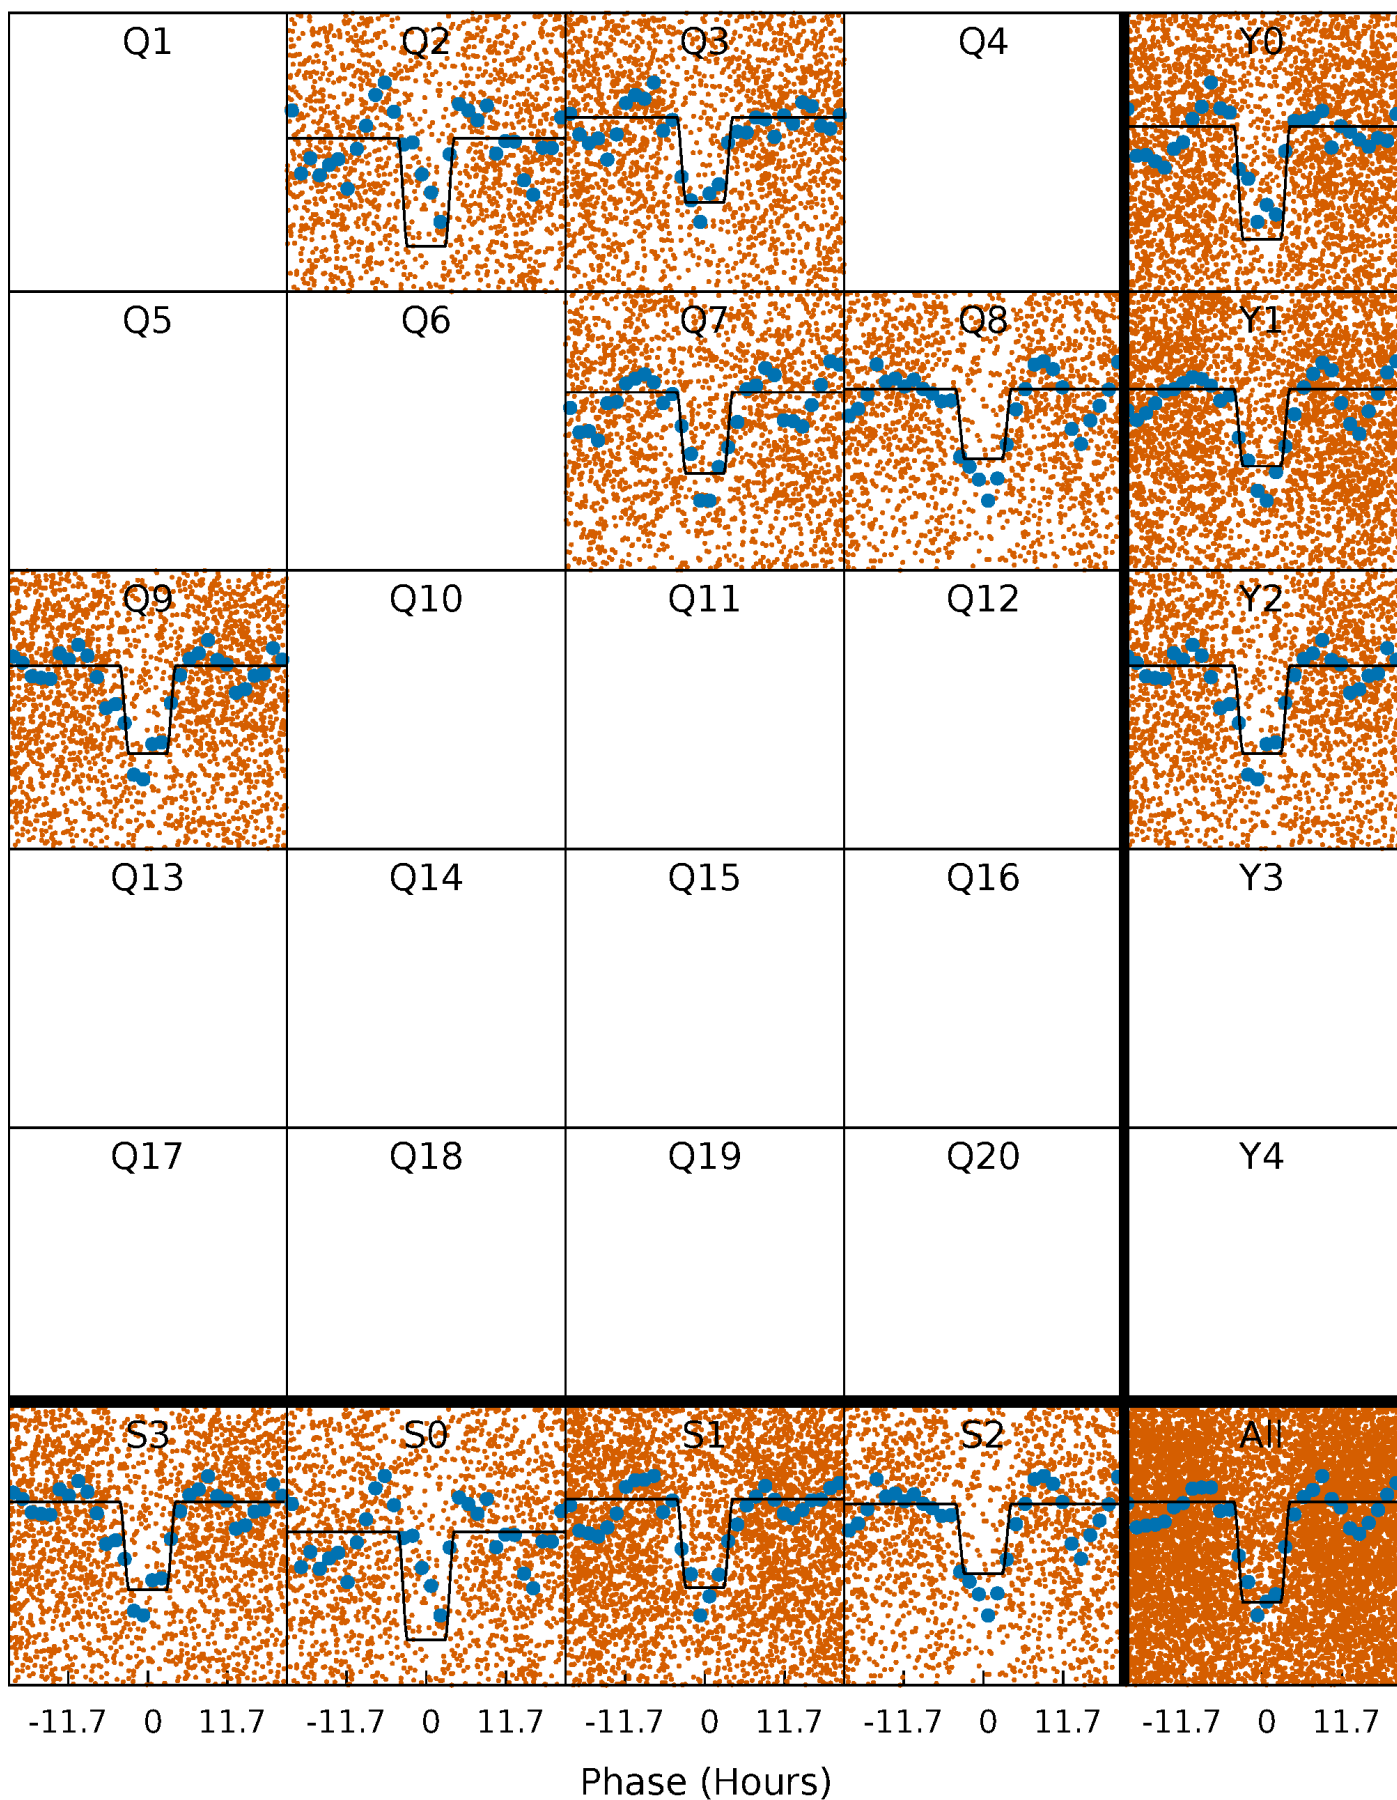 Q1 Q2 Q3 Q4 Y0
Q5 Q6 Q7 Q8 Y1
Q9 Q10 Q11 Q12 Y2
Q13 Q14 Q15 Q16 Y3
Q17 Q18 Q19 Q20 Y4
S3 S0 S1 S2 All
-11.7 0 11.7 -11.7 0 11.7 -11.7 0 11.7 -11.7 0 11.7 -11.7 0 11.7
Phase (Hours)